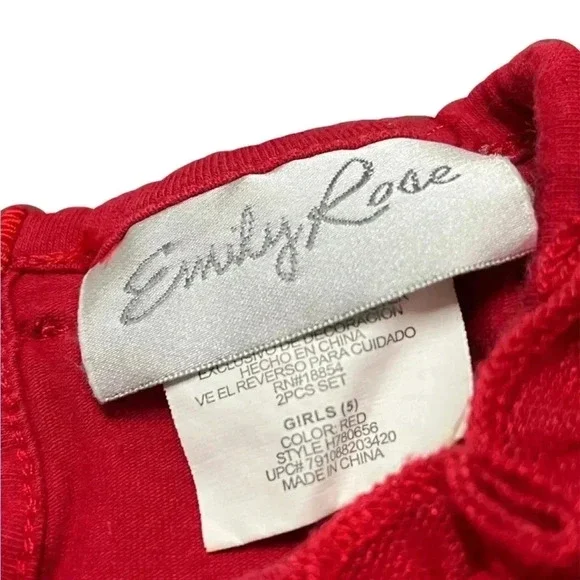 Emily Rose
EXCLUSIVO DE DECORACION
HECHO EN CHINA
VE EL REVERSO PARA CUIDADO
RN#18854
2PCS SET
GIRLS (5)
COLOR: RED
STYLE H780656
UPC# 791088203420
MADE IN CHINA